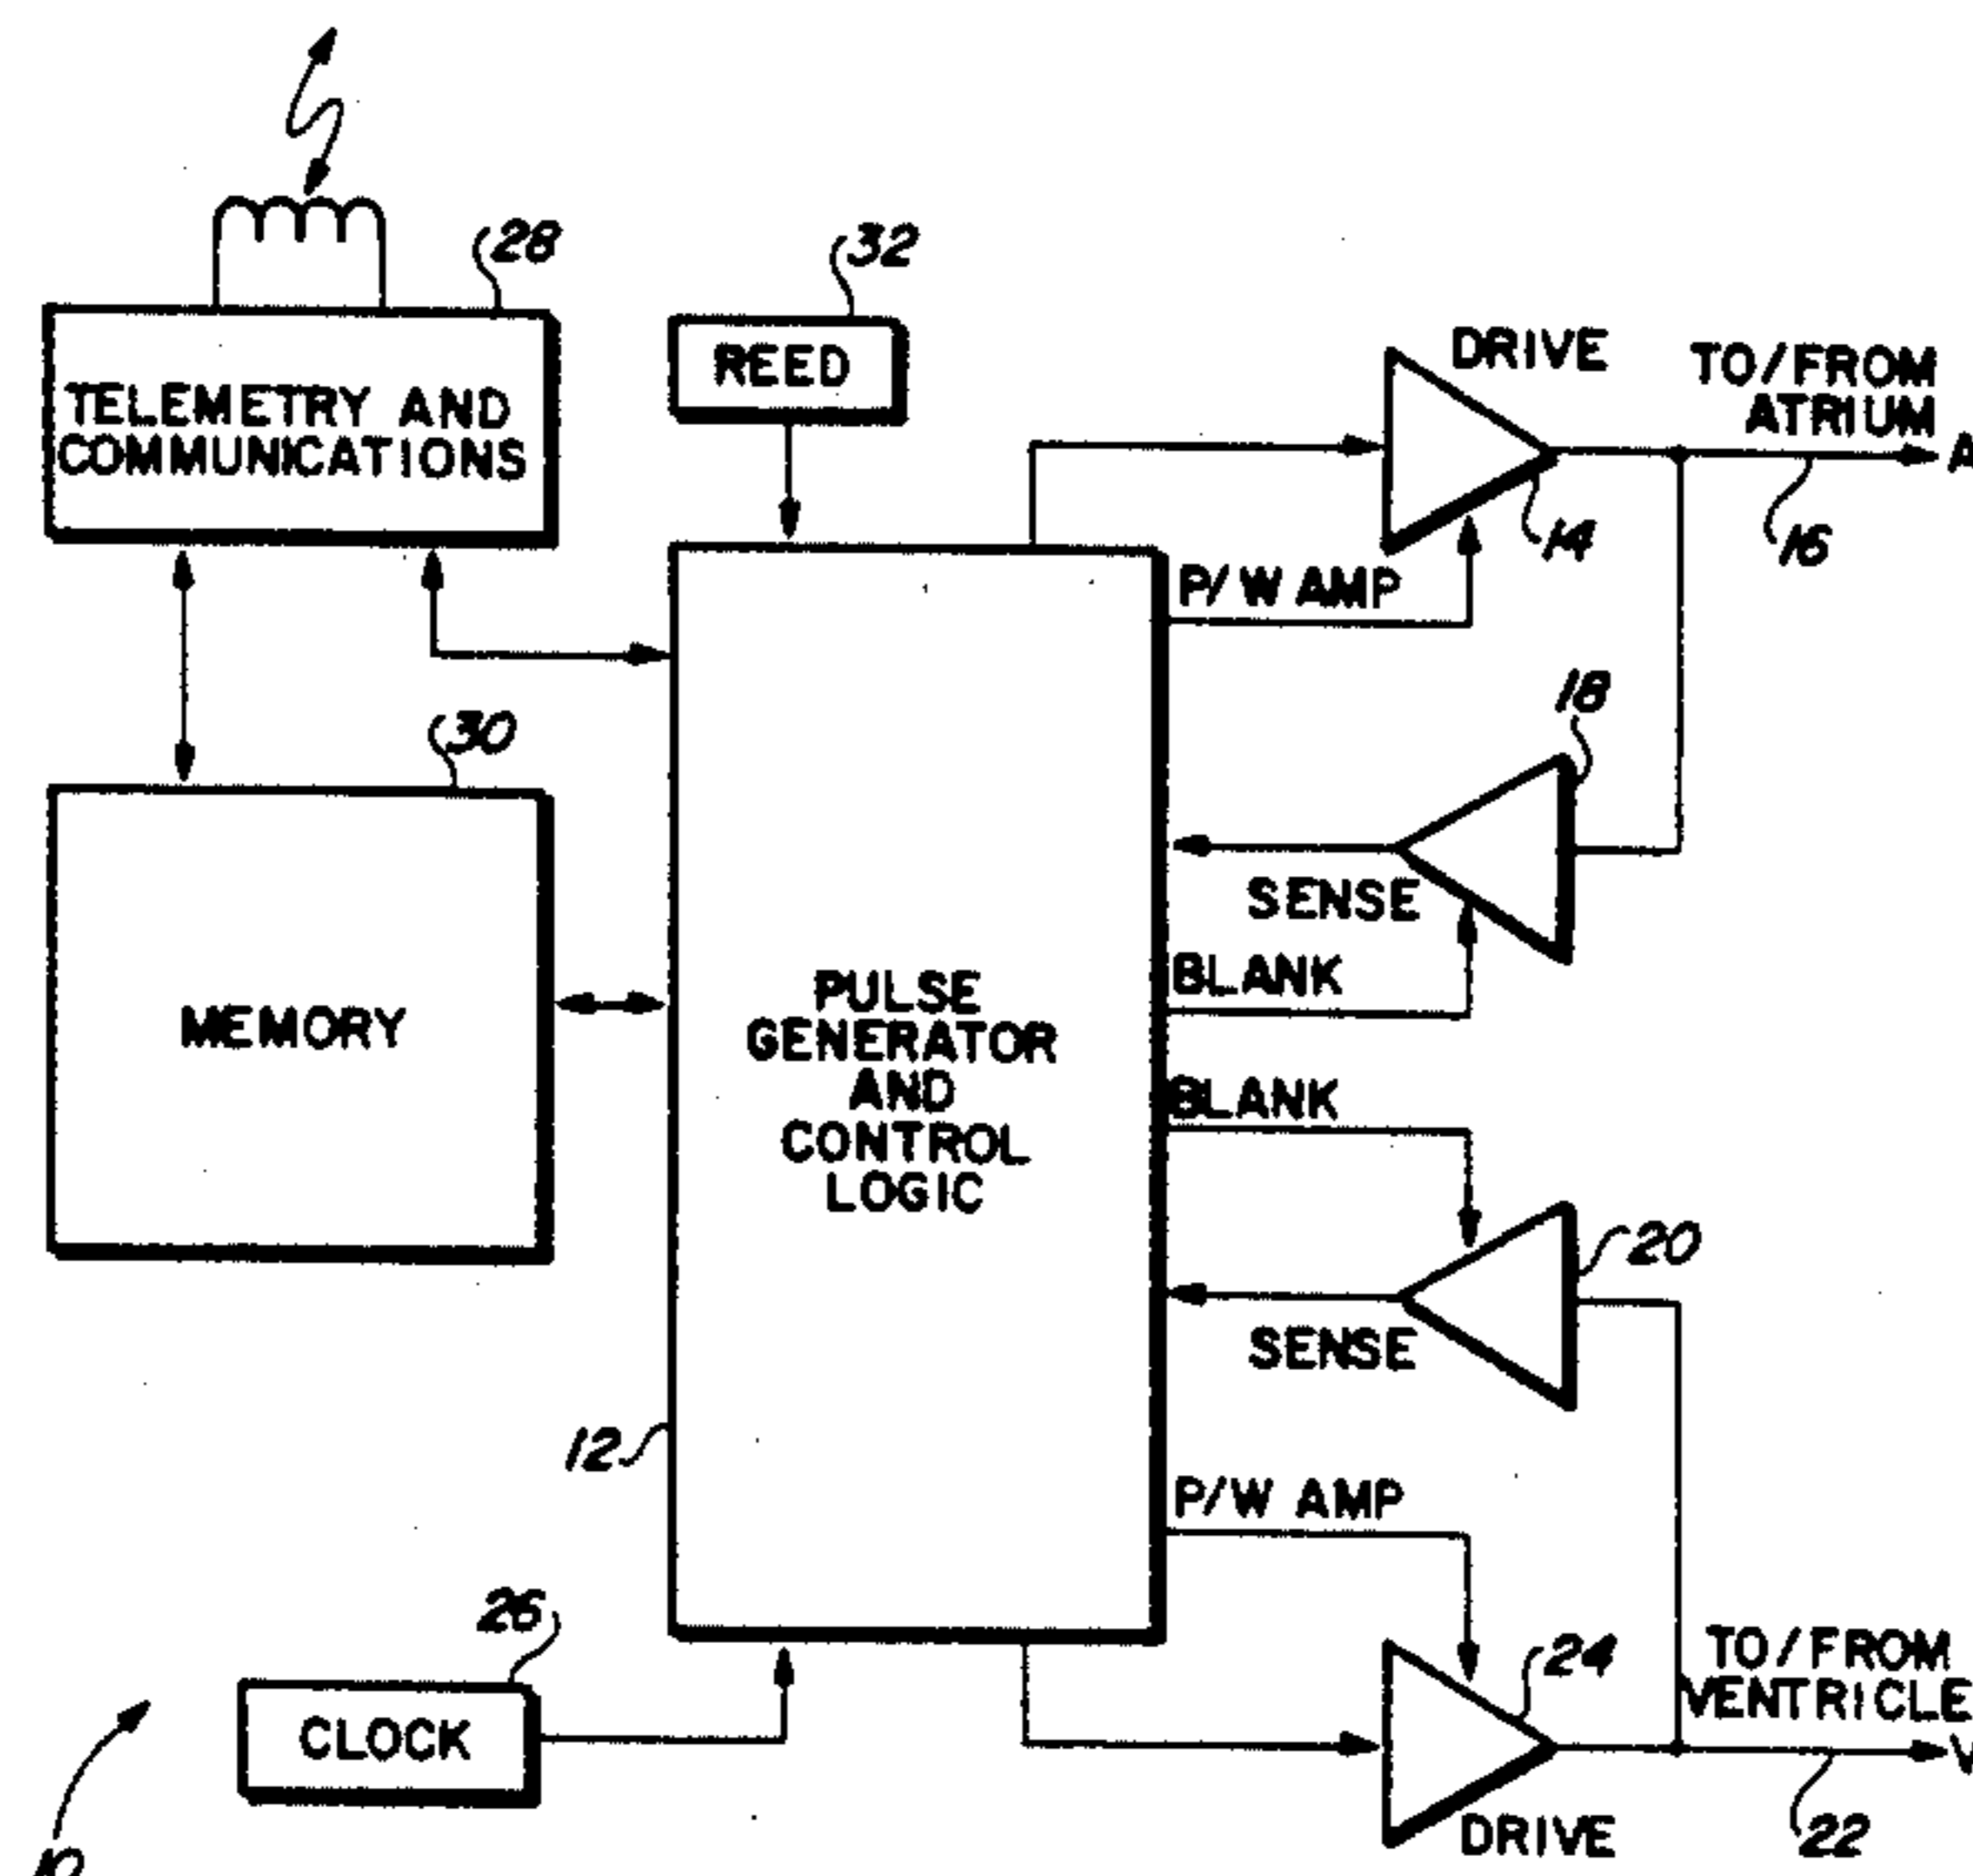 28
32
REED
DRIVE
TO/FROM
ATRIUM
A
TELEMETRY AND
COMMUNICATIONS
14
16
P/W AMP
18
30
SENSE
BLANK
MEMORY
PULSE
GENERATOR
AND
CONTROL
LOGIC
BLANK
20
SENSE
12
P/W AMP
26
24
TO/FROM
VENTRICLE
V
CLOCK
DRIVE
22
10